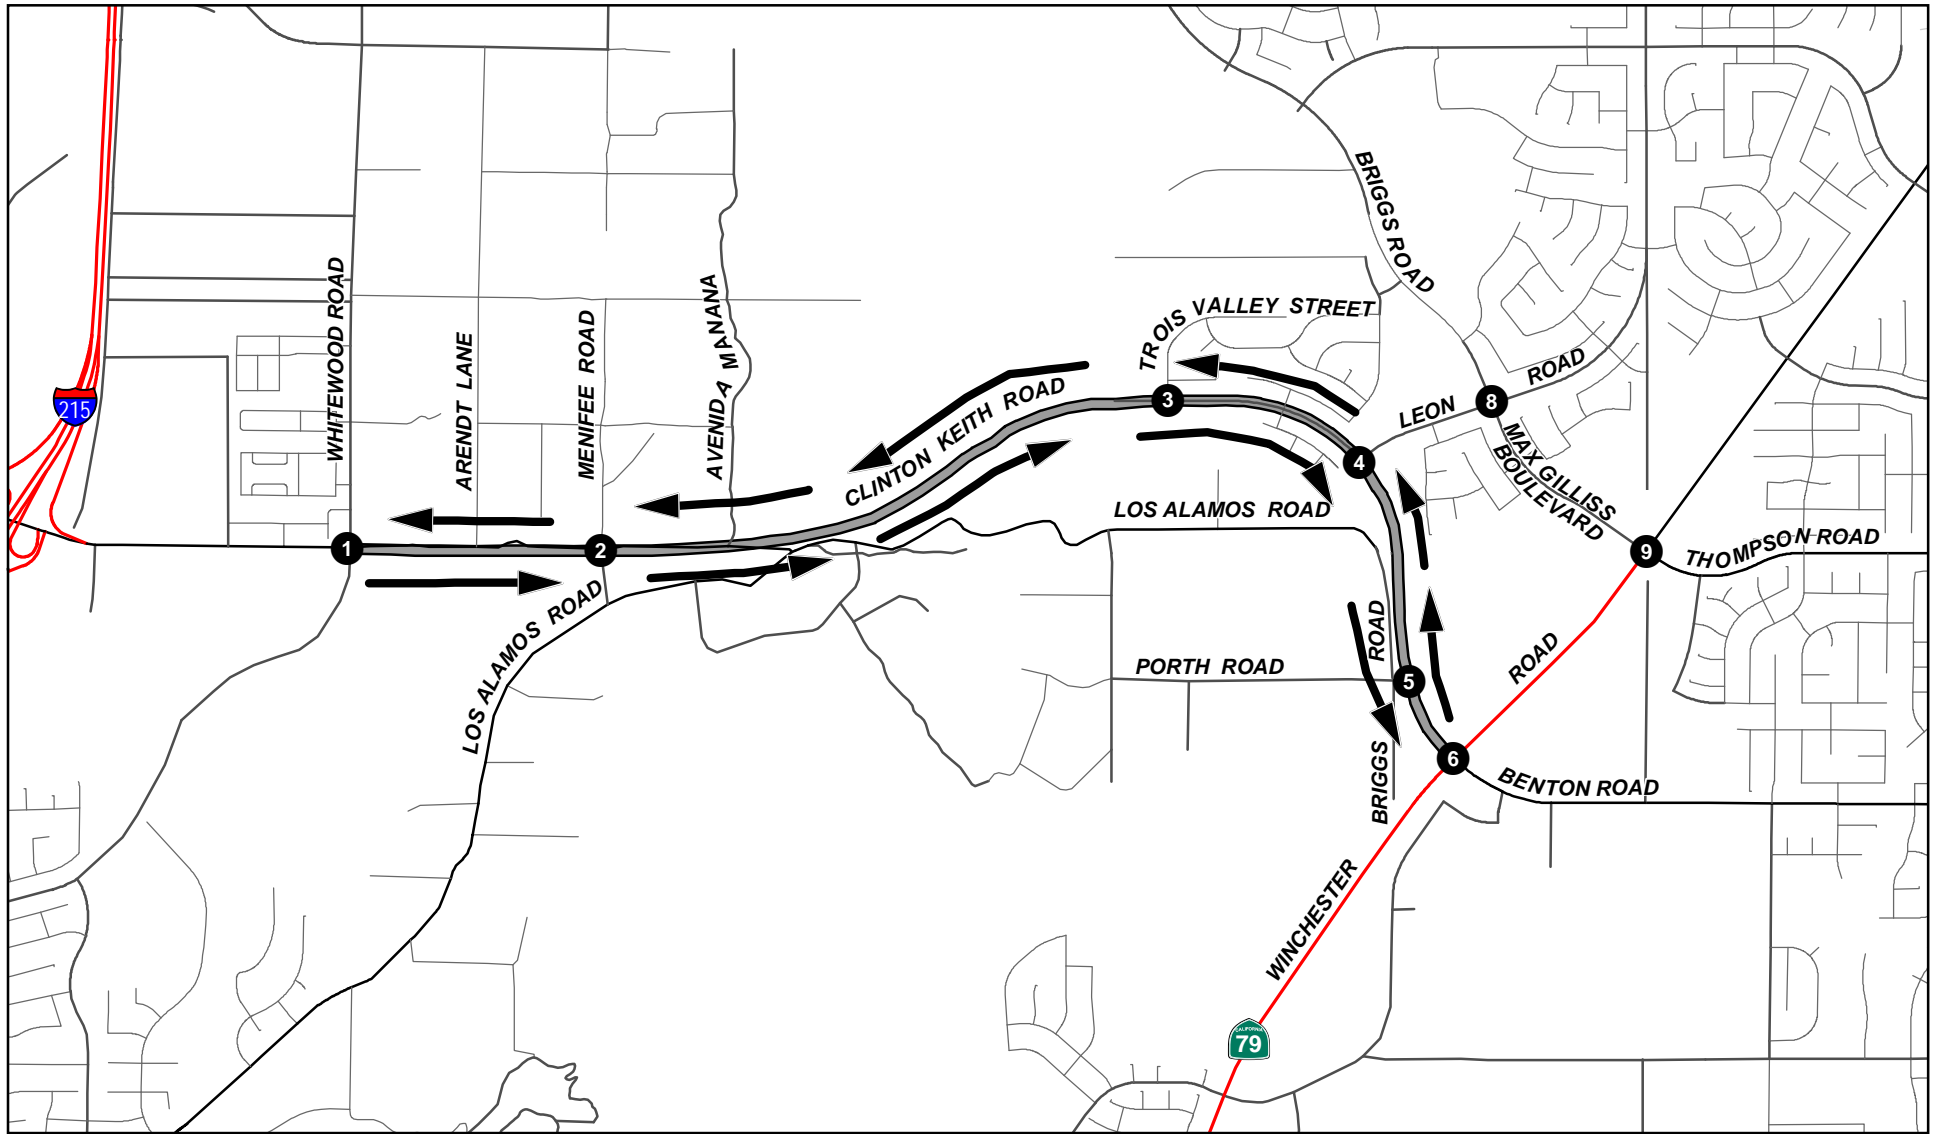 BRIGGS ROAD
WHITEWOOD ROAD
ARENDT LANE
MENIFEE ROAD
AVENIDA MANANA
TROIS VALLEY STREET
CLINTON KEITH ROAD
LEON ROAD
MAX GILLISS
BOULEVARD
215
3
8
4
1
2
9
LOS ALAMOS ROAD
THOMPSON ROAD
LOS ALAMOS ROAD
PORTH ROAD
5
BRIGGS ROAD
6
BENTON ROAD
WINCHESTER ROAD
CALIFORNIA
79